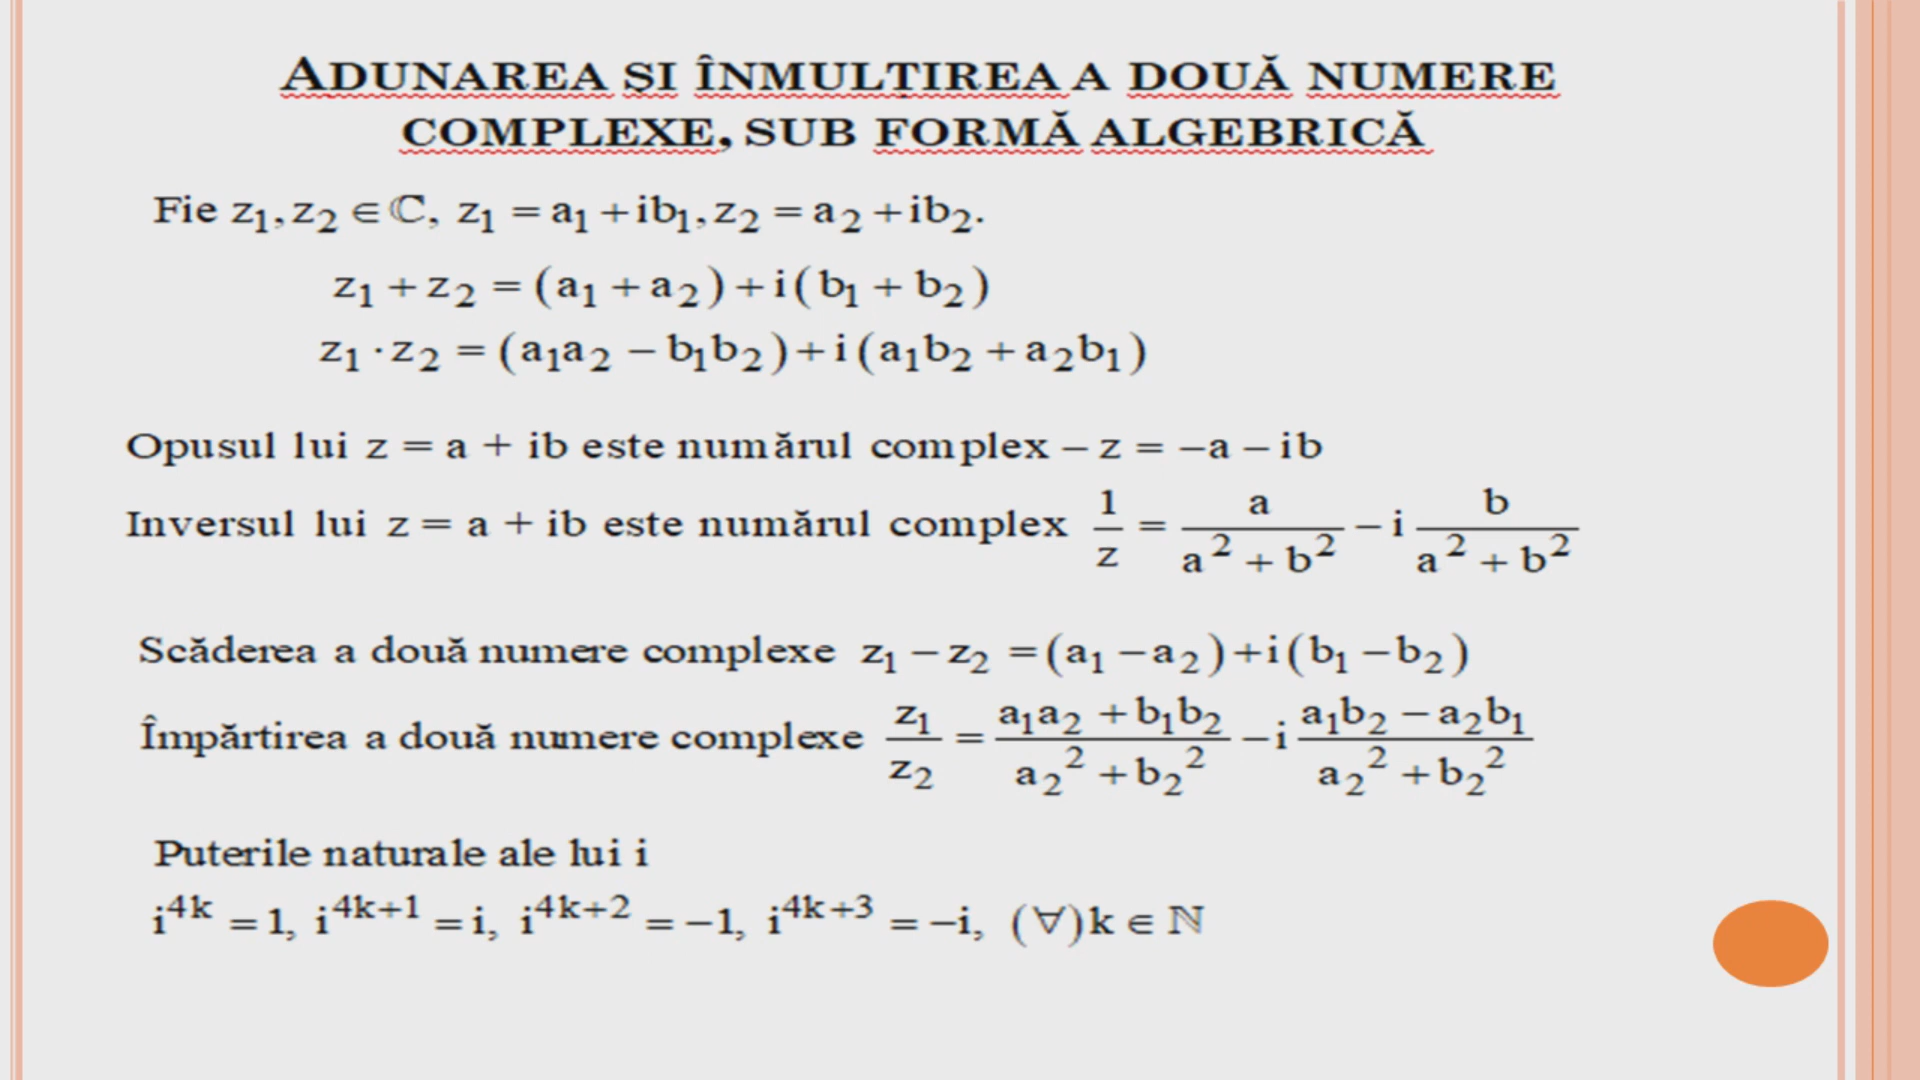 ADUNAREA ȘI ÎNMULȚIREA A DOUĂ NUMERE
COMPLEXE, SUB FORMĂ ALGEBRICĂ
Fie z₁, z₂ ∈ ℂ, z₁ = a₁ + ib₁, z₂ = a₂ + ib₂.
z₁ + z₂ = (a₁ + a₂) + i(b₁ + b₂)
z₁ · z₂ = (a₁a₂ − b₁b₂) + i(a₁b₂ + a₂b₁)
Opusul lui z = a + ib este numărul complex − z = −a − ib
Inversul lui z = a + ib este numărul complex 1/z = a/(a² + b²) − i b/(a² + b²)
Scăderea a două numere complexe z₁ − z₂ = (a₁ − a₂) + i(b₁ − b₂)
Împărtirea a două numere complexe z₁/z₂ = (a₁a₂ + b₁b₂)/(a₂² + b₂²) − i (a₁b₂ − a₂b₁)/(a₂² + b₂²)
Puterile naturale ale lui i
i⁴ᵏ = 1, i⁴ᵏ⁺¹ = i, i⁴ᵏ⁺² = −1, i⁴ᵏ⁺³ = −i, (∀)k ∈ ℕ